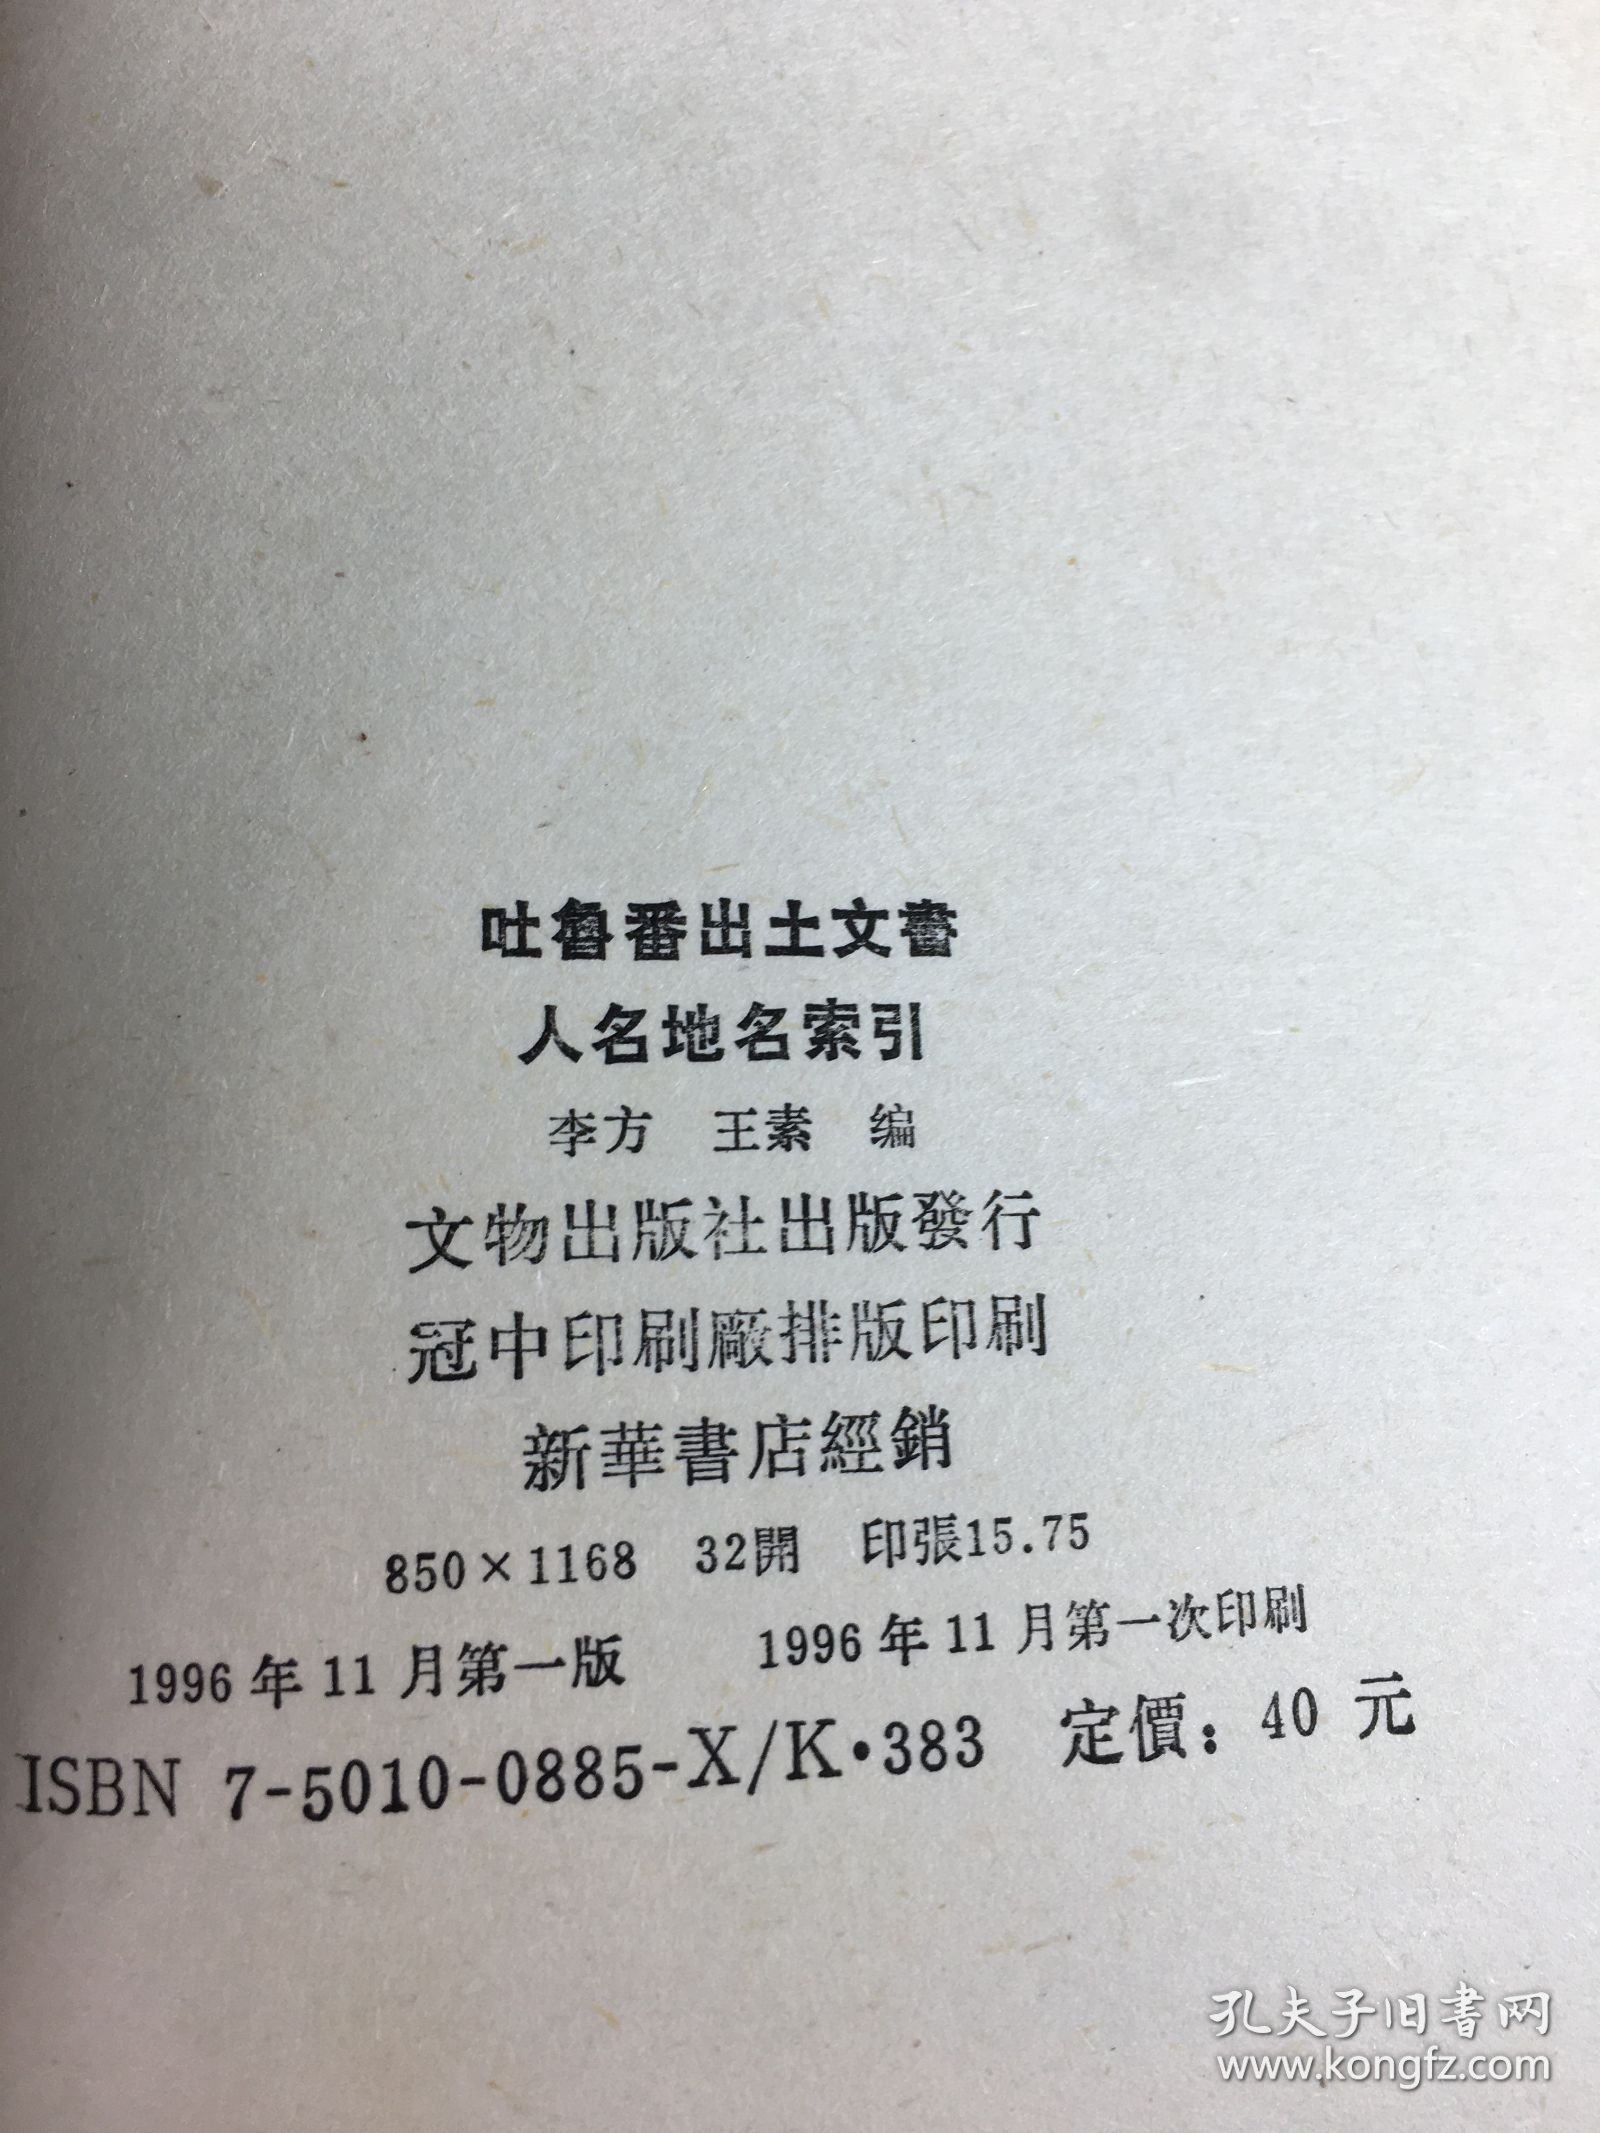 吐魯番出土文書
人名地名索引
李方　王素　編
文物出版社出版發行
冠中印刷廠排版印刷
新華書店經銷
850×1168　32開　印張15.75
1996年11月第一版　1996年11月第一次印刷
ISBN 7-5010-0885-X/K·383　定價：40元
孔夫子旧书网
www.kongfz.com